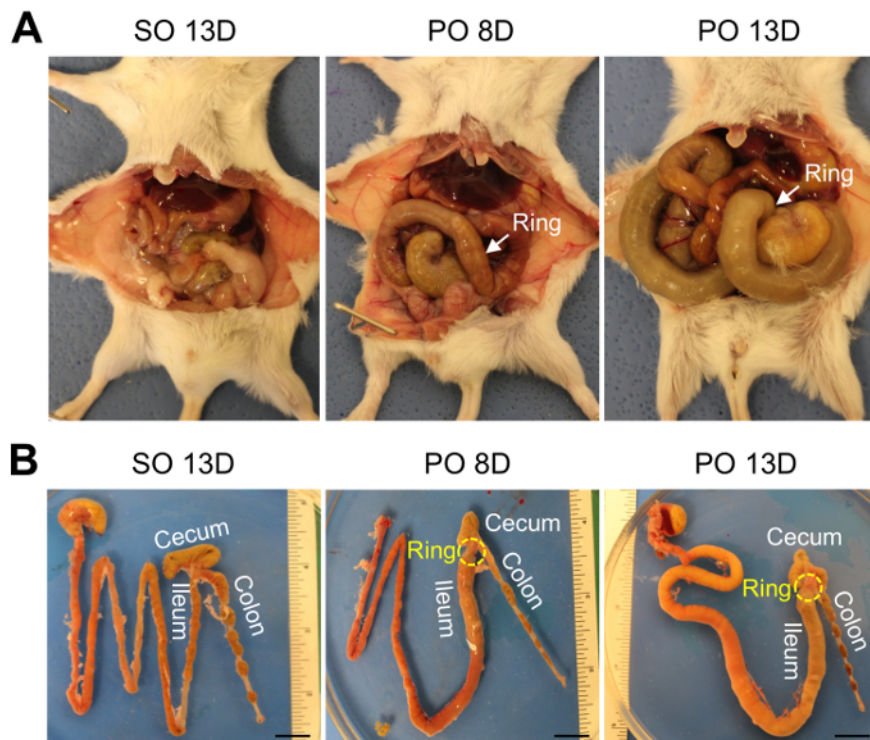 A
SO 13D
PO 8D
PO 13D
Ring
Ring
B
SO 13D
PO 8D
PO 13D
Cecum
Ileum
Colon
Ring
Cecum
Ileum
Colon
Cecum
Ring
Ileum
Colon